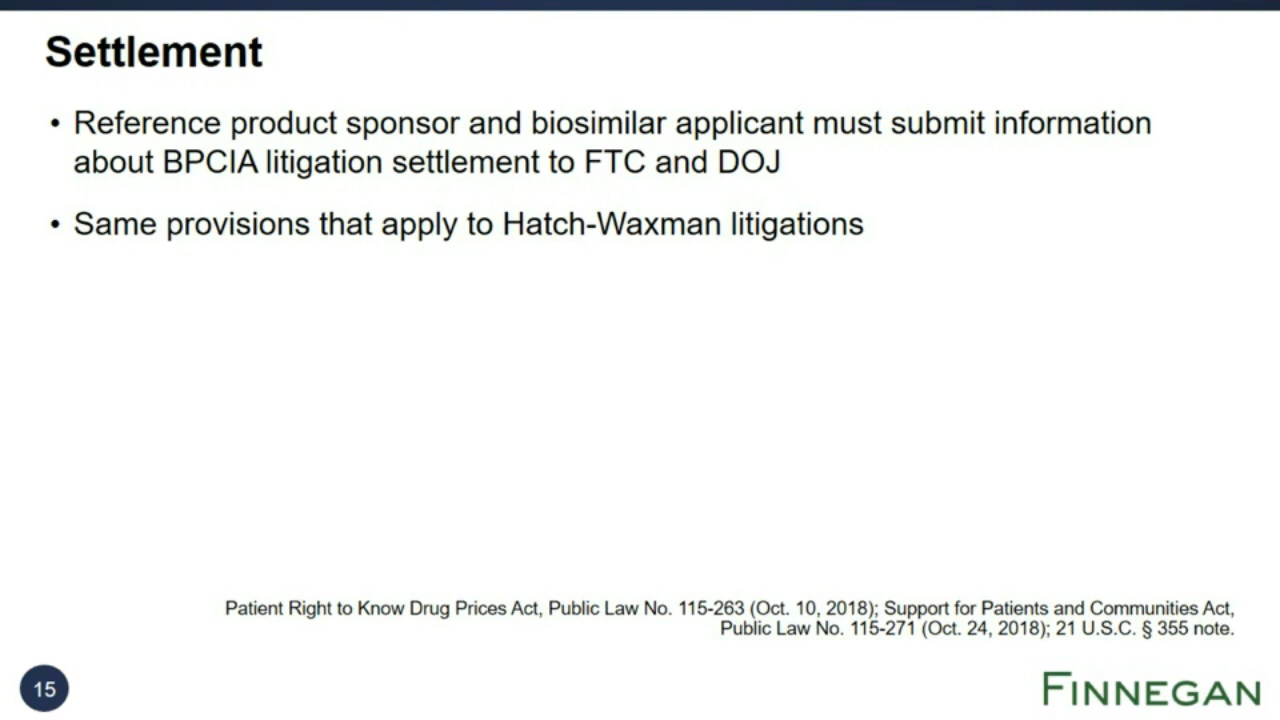 Settlement
• Reference product sponsor and biosimilar applicant must submit information
about BPCIA litigation settlement to FTC and DOJ
• Same provisions that apply to Hatch-Waxman litigations
Patient Right to Know Drug Prices Act, Public Law No. 115-263 (Oct. 10, 2018); Support for Patients and Communities Act,
Public Law No. 115-271 (Oct. 24, 2018); 21 U.S.C. § 355 note.
15
FINNEGAN